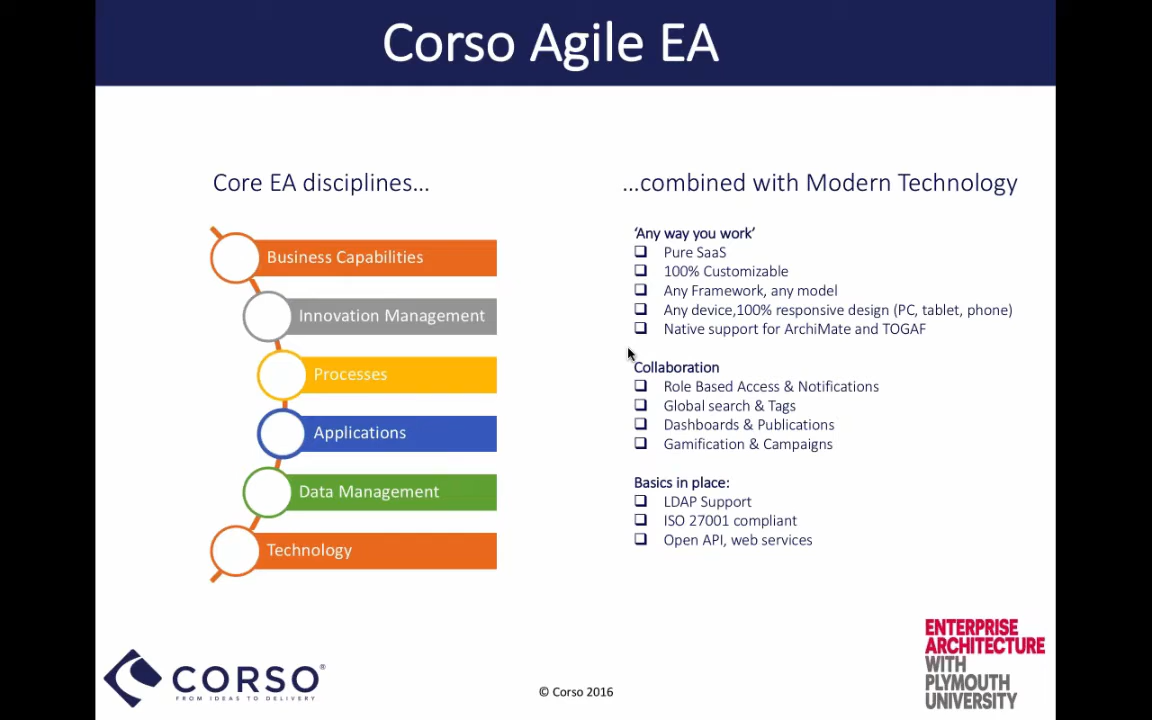 Corso Agile EA
Core EA disciplines...
Business Capabilities
Innovation Management
Processes
Applications
Data Management
Technology
...combined with Modern Technology
‘Any way you work’
Pure SaaS
100% Customizable
Any Framework, any model
Any device,100% responsive design (PC, tablet, phone)
Native support for ArchiMate and TOGAF
Collaboration
Role Based Access & Notifications
Global search & Tags
Dashboards & Publications
Gamification & Campaigns
Basics in place:
LDAP Support
ISO 27001 compliant
Open API, web services
CORSO®
FROM IDEAS TO DELIVERY
© Corso 2016
ENTERPRISE
ARCHITECTURE
WITH
PLYMOUTH
UNIVERSITY